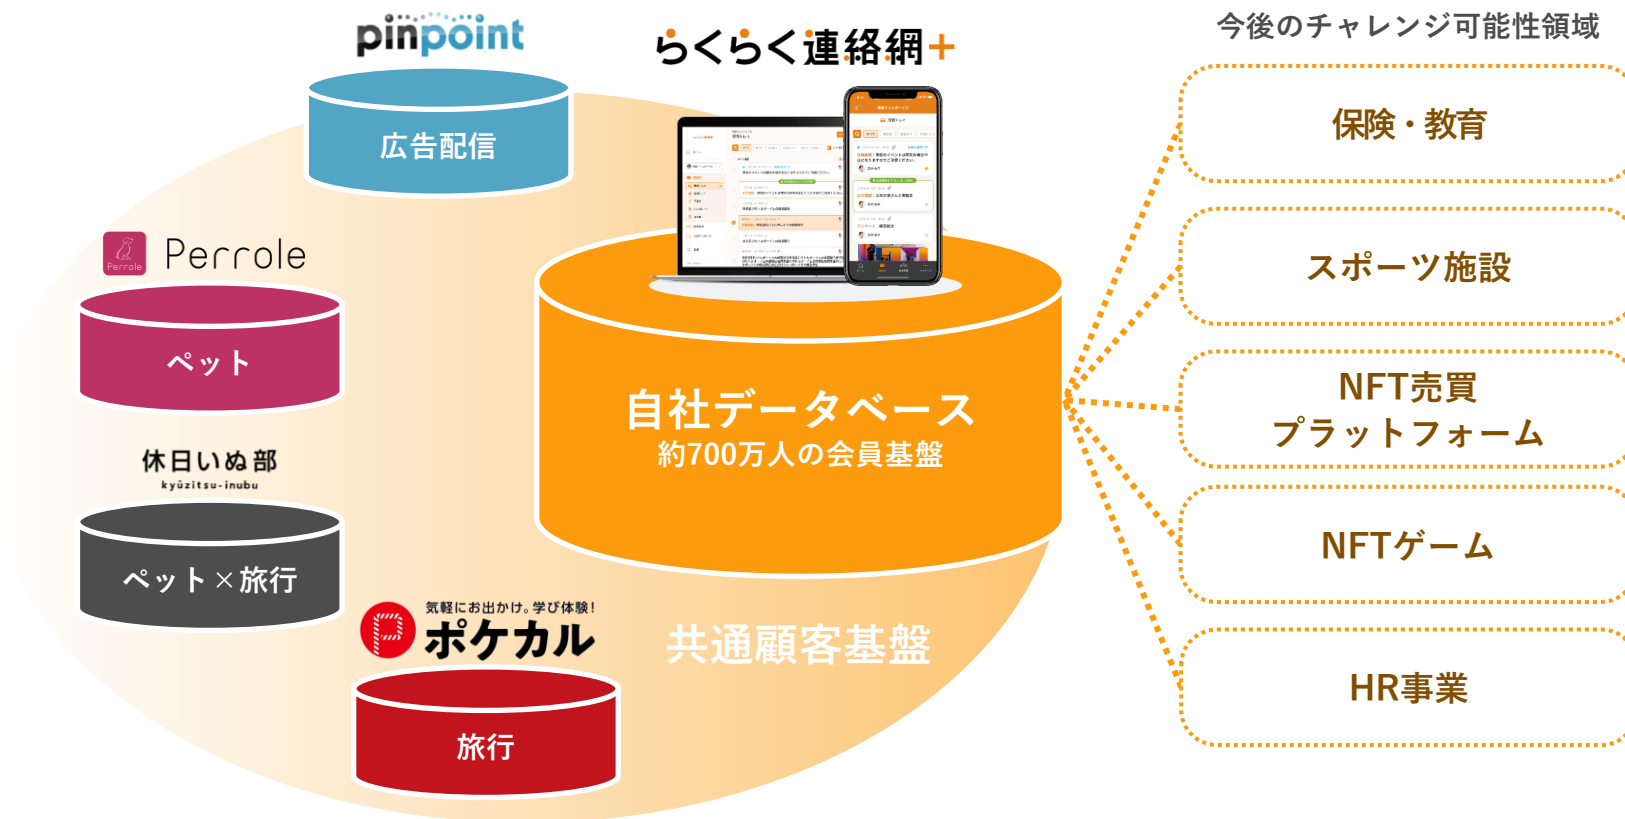 pinpoint
広告配信
らくらく連絡網+
Perrole
Perrole
ペット
休日いぬ部
kyūzitsu-inubu
ペット×旅行
気軽にお出かけ。学び体験!
ポケカル
旅行
自社データベース
約700万人の会員基盤
共通顧客基盤
今後のチャレンジ可能性領域
保険・教育
スポーツ施設
NFT売買
プラットフォーム
NFTゲーム
HR事業